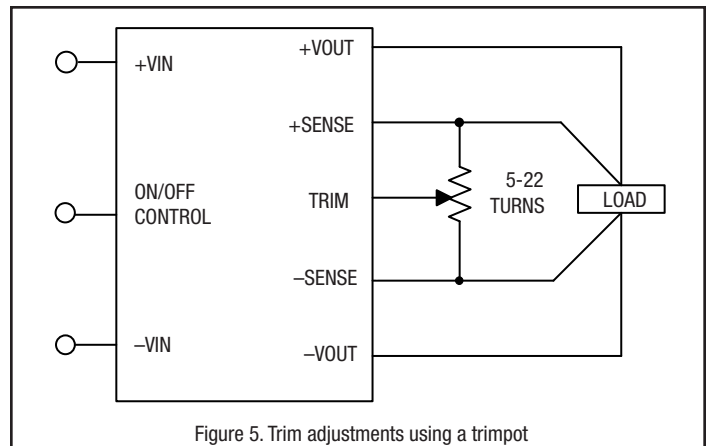 +VIN
ON/OFF
CONTROL
–VIN
+VOUT
+SENSE
TRIM
–SENSE
–VOUT
5-22
TURNS
LOAD
Figure 5. Trim adjustments using a trimpot